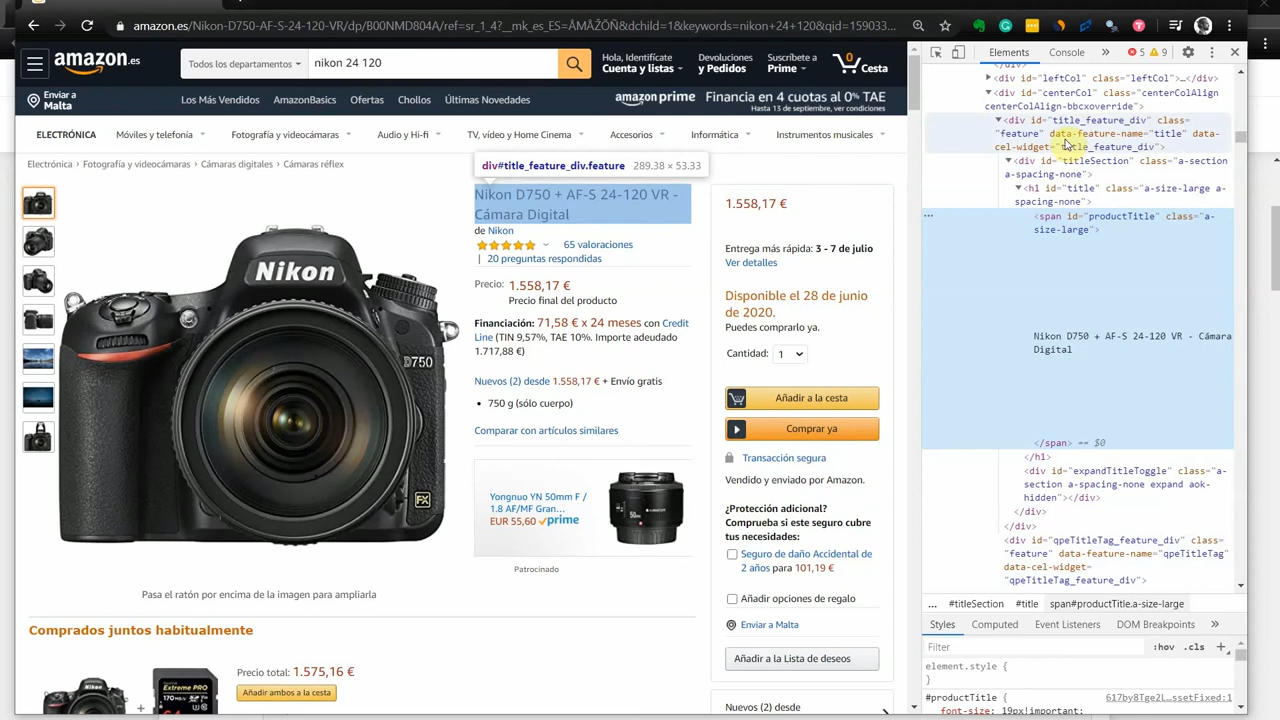 amazon.es/Nikon-D750-AF-S-24-120-VR/dp/B00NMD804A/ref=sr_1_4?__mk_es_ES=ÅMÅŽÕÑ&dchild=1&keywords=nikon+24+120&qid=159033...
amazon.es
Todos los departamentos
nikon 24 120
Hola, Identifícate
Cuenta y listas
Devoluciones
y Pedidos
Suscríbete a
Prime
0
Cesta
Enviar a
Malta
Los Más Vendidos
AmazonBasics
Ofertas
Chollos
Últimas Novedades
amazon prime
Financia en 4 cuotas al 0% TAE
Hasta 13 de septiembre, ver condiciones
ELECTRÓNICA
Móviles y telefonía
Fotografía y videocámaras
Audio y Hi-fi
TV, vídeo y Home Cinema
Accesorios
Informática
Instrumentos musicales
Electrónica › Fotografía y videocámaras › Cámaras digitales › Cámaras réflex
div#title_feature_div.feature 289.38 × 53.33
Nikon D750 + AF-S 24-120 VR -
Cámara Digital
de Nikon
65 valoraciones
| 20 preguntas respondidas
Precio: 1.558,17 €
Precio final del producto
Financiación: 71,58 € x 24 meses con Credit
Line (TIN 9,57%, TAE 10%. Importe adeudado
1.717,88 €)
Nuevos (2) desde 1.558,17 € + Envío gratis
• 750 g (sólo cuerpo)
Comparar con artículos similares
Yongnuo YN 50mm F /
1.8 AF/MF Gran...
EUR 55,60 prime
Patrocinado
Nikon
D750
FX
Pasa el ratón por encima de la imagen para ampliarla
Comprados juntos habitualmente
Precio total: 1.575,16 €
Añadir ambos a la cesta
+
Extreme PRO
1.558,17 €
Entrega más rápida: 3 - 7 de julio
Ver detalles
Disponible el 28 de junio
de 2020.
Puedes comprarlo ya.
Cantidad: 1
Añadir a la cesta
Comprar ya
Transacción segura
Vendido y enviado por Amazon.
¿Protección adicional?
Comprueba si este seguro cubre
tus necesidades:
Seguro de daño Accidental de
2 años por 101,19 €
Añadir opciones de regalo
Enviar a Malta
Añadir a la Lista de deseos
Nuevos (2) desde
Elements
Console
5
9
</div>
<div id="leftCol" class="leftCol">…</div>
<div id="centerCol" class="centerColAlign
centerColAlign-bbcxoverride">
<div id="title_feature_div" class=
"feature" data-feature-name="title" data-
cel-widget="title_feature_div">
<div id="titleSection" class="a-section
a-spacing-none">
<h1 id="title" class="a-size-large a-
spacing-none">
<span id="productTitle" class="a-
size-large">
Nikon D750 + AF-S 24-120 VR - Cámara
Digital
</span> == $0
</h1>
<div id="expandTitleToggle" class="a-
section a-spacing-none expand aok-
hidden"></div>
</div>
</div>
<div id="qpeTitleTag_feature_div" class=
"feature" data-feature-name="qpeTitleTag"
data-cel-widget=
"qpeTitleTag_feature_div">
... #titleSection #title span#productTitle.a-size-large
Styles
Computed
Event Listeners
DOM Breakpoints
Filter
:hov .cls
element.style {
}
#productTitle
617by8Tge2L…ssetFixed:1
font-size: 19px!important;